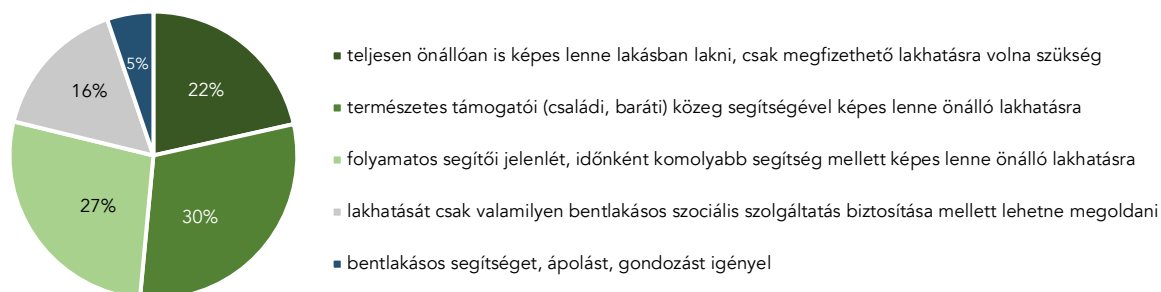 5%
22%
16%
27%
30%
teljesen önállóan is képes lenne lakásban lakni, csak megfizethető lakhatásra volna szükség
természetes támogatói (családi, baráti) közeg segítségével képes lenne önálló lakhatásra
folyamatos segítői jelenlét, időnként komolyabb segítség mellett képes lenne önálló lakhatásra
lakhatását csak valamilyen bentlakásos szociális szolgáltatás biztosítása mellett lehetne megoldani
bentlakásos segítséget, ápolást, gondozást igényel